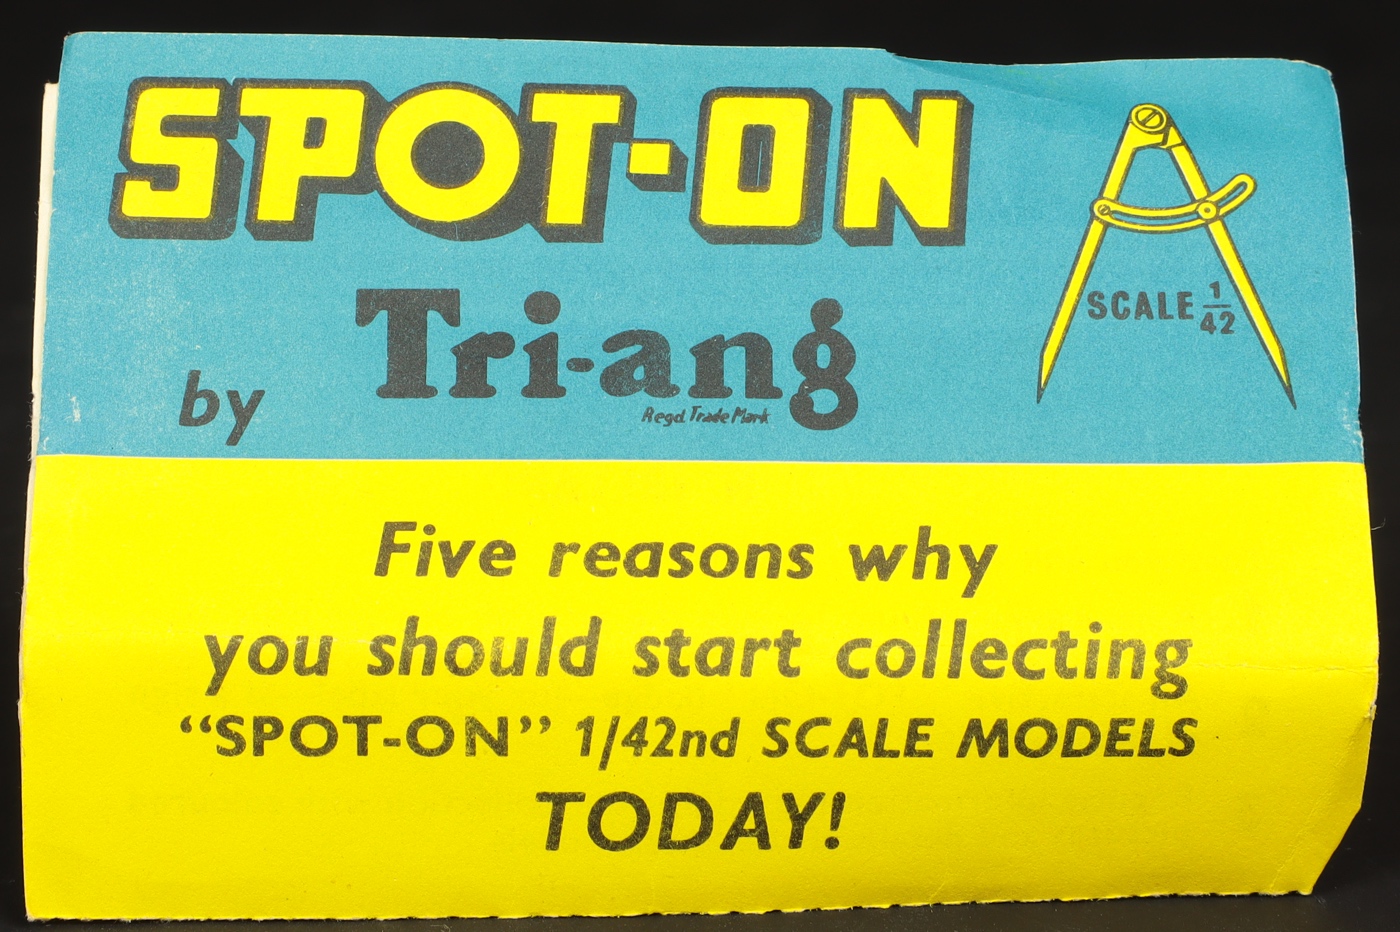 SPOT-ON
by Tri-ang
Regd. Trade Mark
SCALE 1/42
Five reasons why
you should start collecting
“SPOT-ON” 1/42nd SCALE MODELS
TODAY!